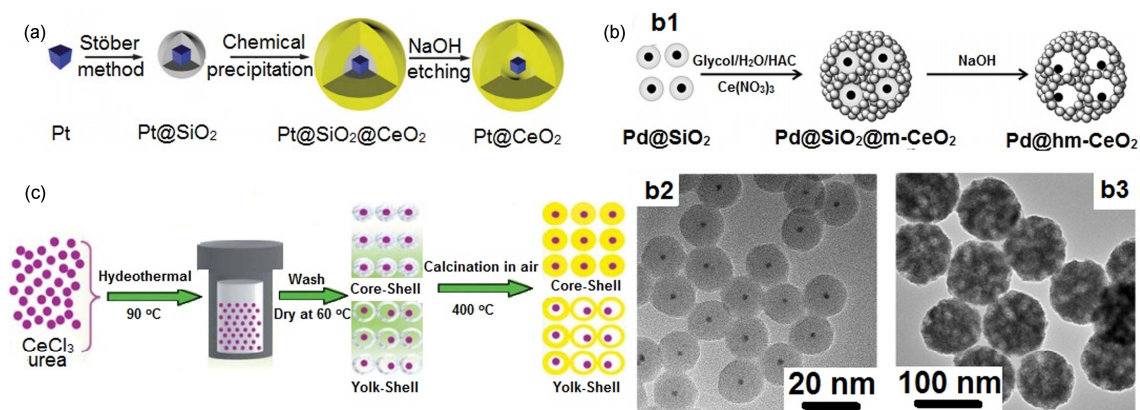 (a)
Stöber
method
Chemical
precipitation
NaOH
etching
Pt
Pt@SiO₂
Pt@SiO₂@CeO₂
Pt@CeO₂
(b)
b1
Glycol/H₂O/HAC
Ce(NO₃)₃
NaOH
Pd@SiO₂
Pd@SiO₂@m-CeO₂
Pd@hm-CeO₂
(c)
CeCl₃
urea
Hydeothermal
90 ºC
Wash
Dry at 60 ºC
Core-Shell
Yolk-Shell
Calcination in air
400 ºC
Core-Shell
Yolk-Shell
b2
20 nm
b3
100 nm